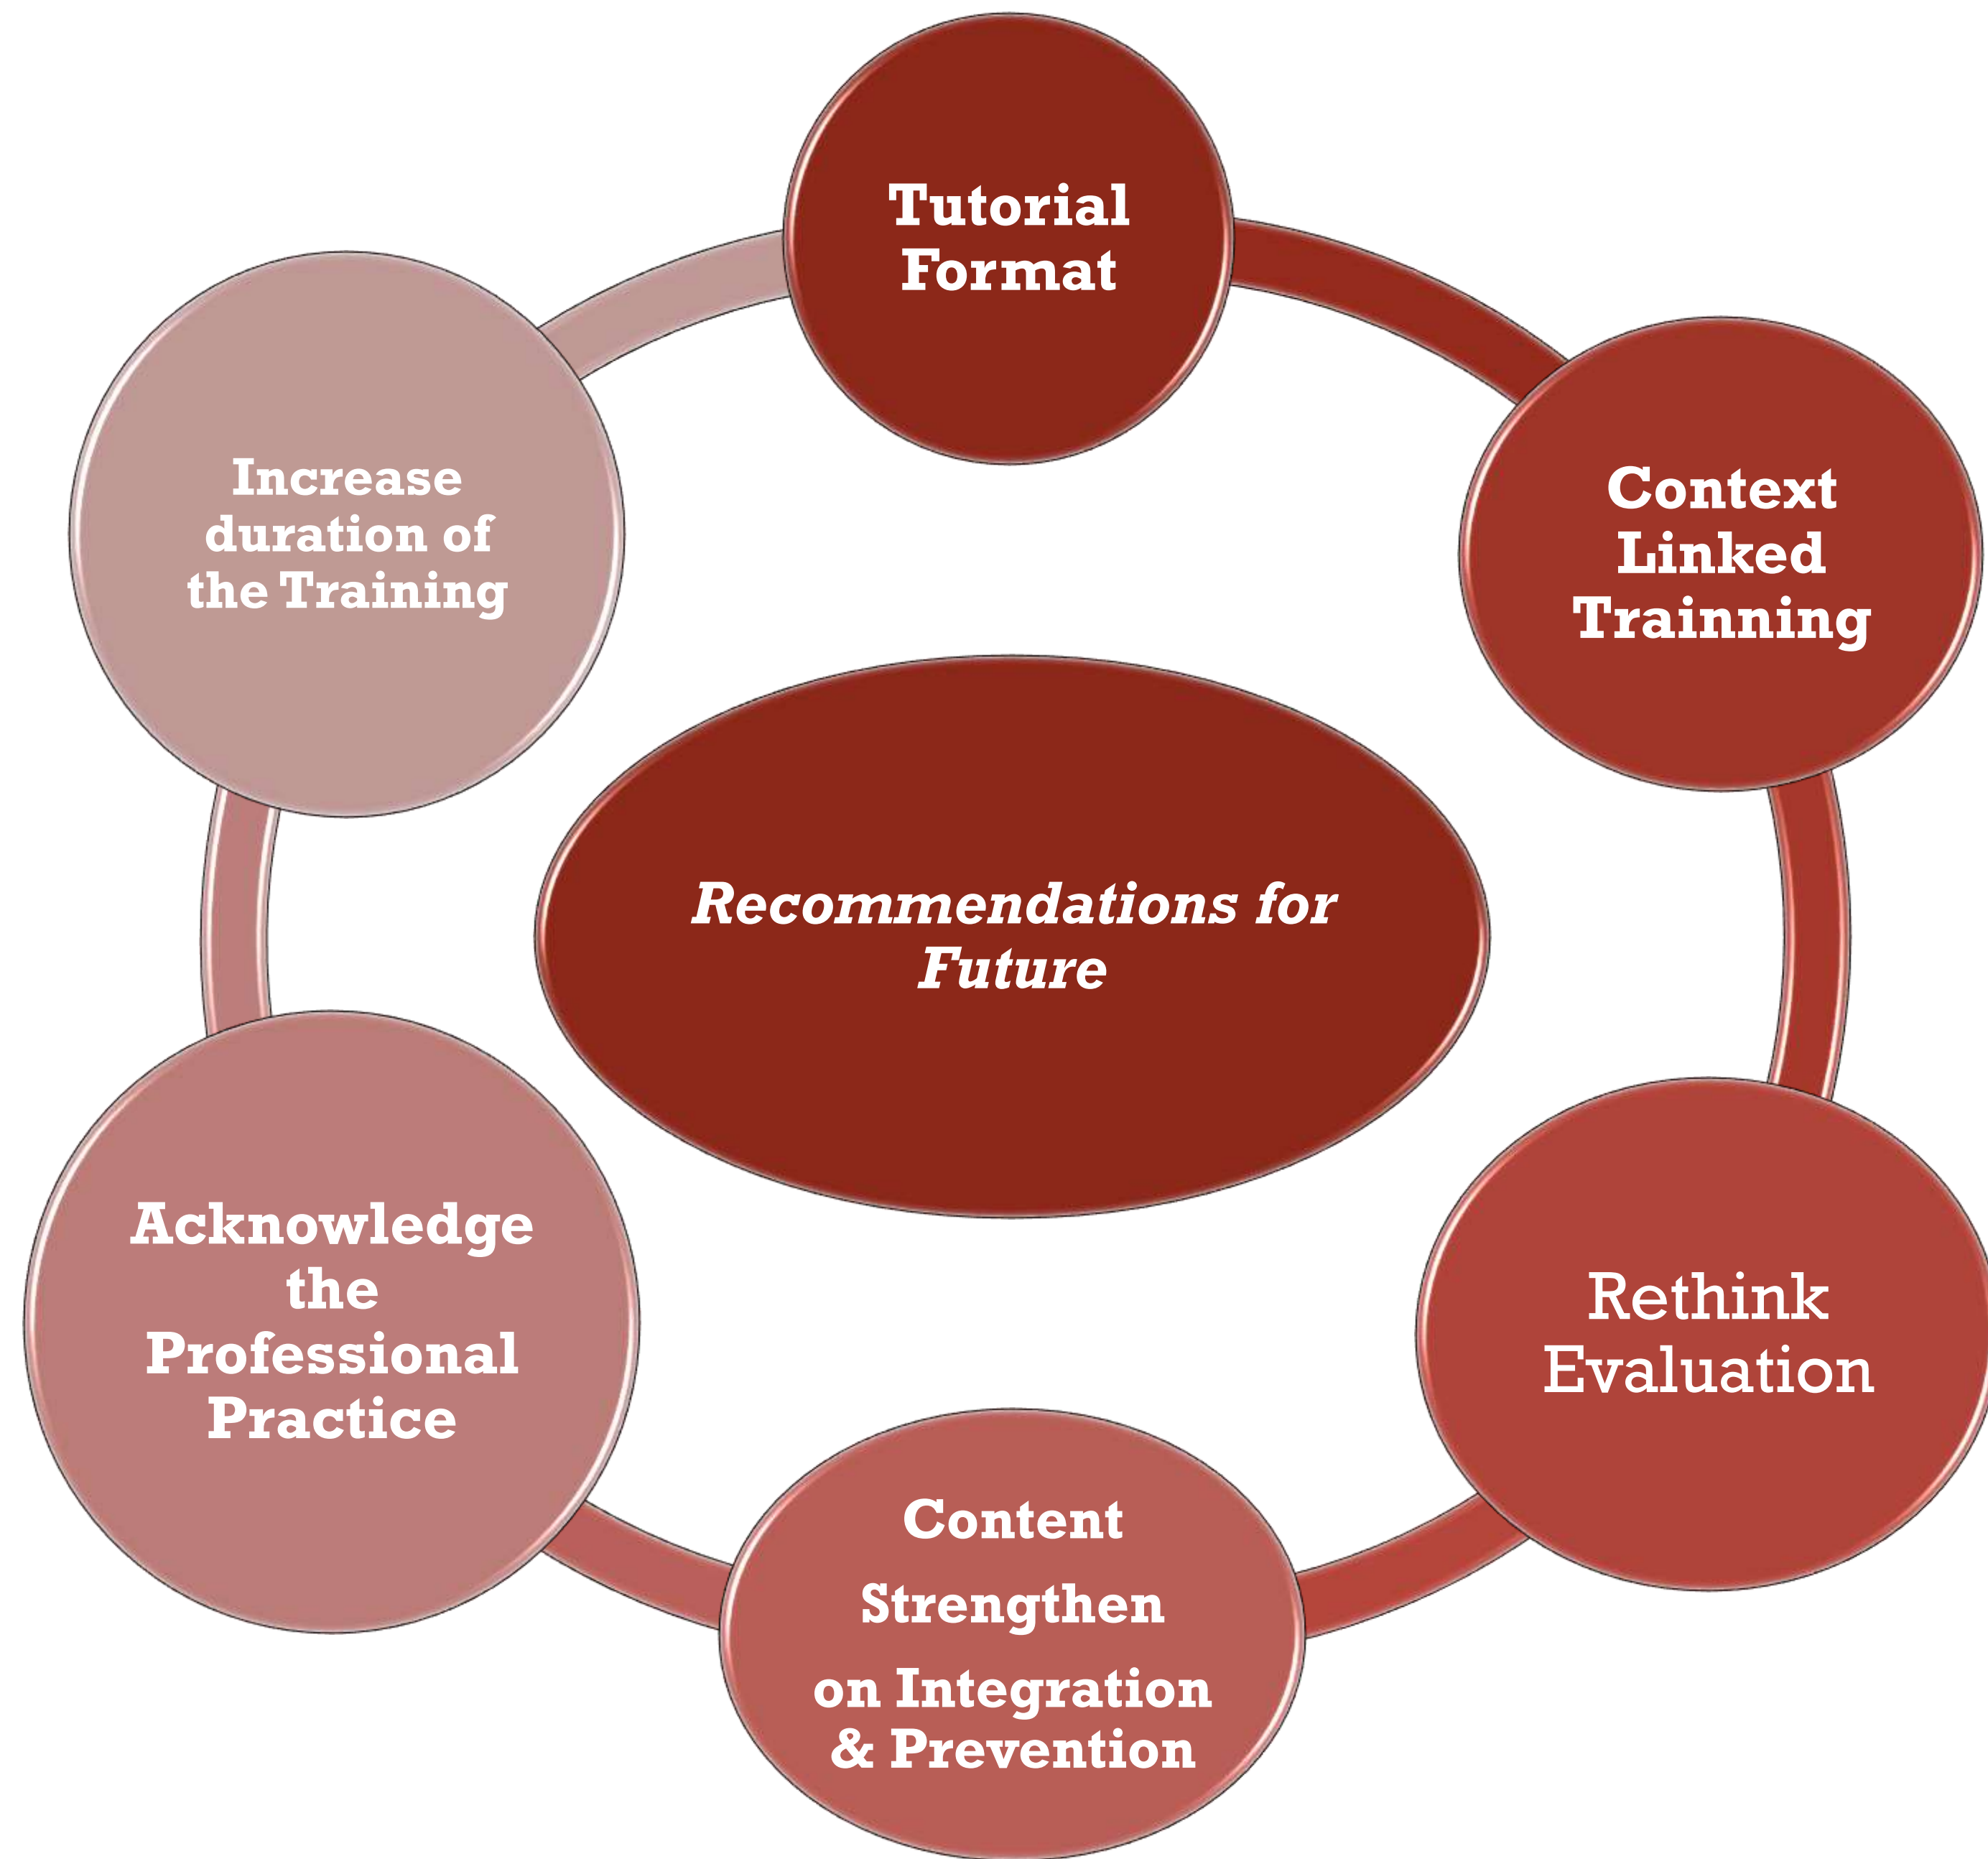 Tutorial
Format
Context
Linked
Trainning
Rethink
Evaluation
Content
Strengthen
on Integration
& Prevention
Acknowledge
the
Professional
Practice
Increase
duration of
the Training
Recommendations for
Future